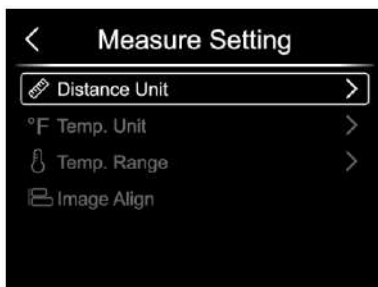 Measure Setting
Distance Unit
°F Temp. Unit
Temp. Range
Image Align